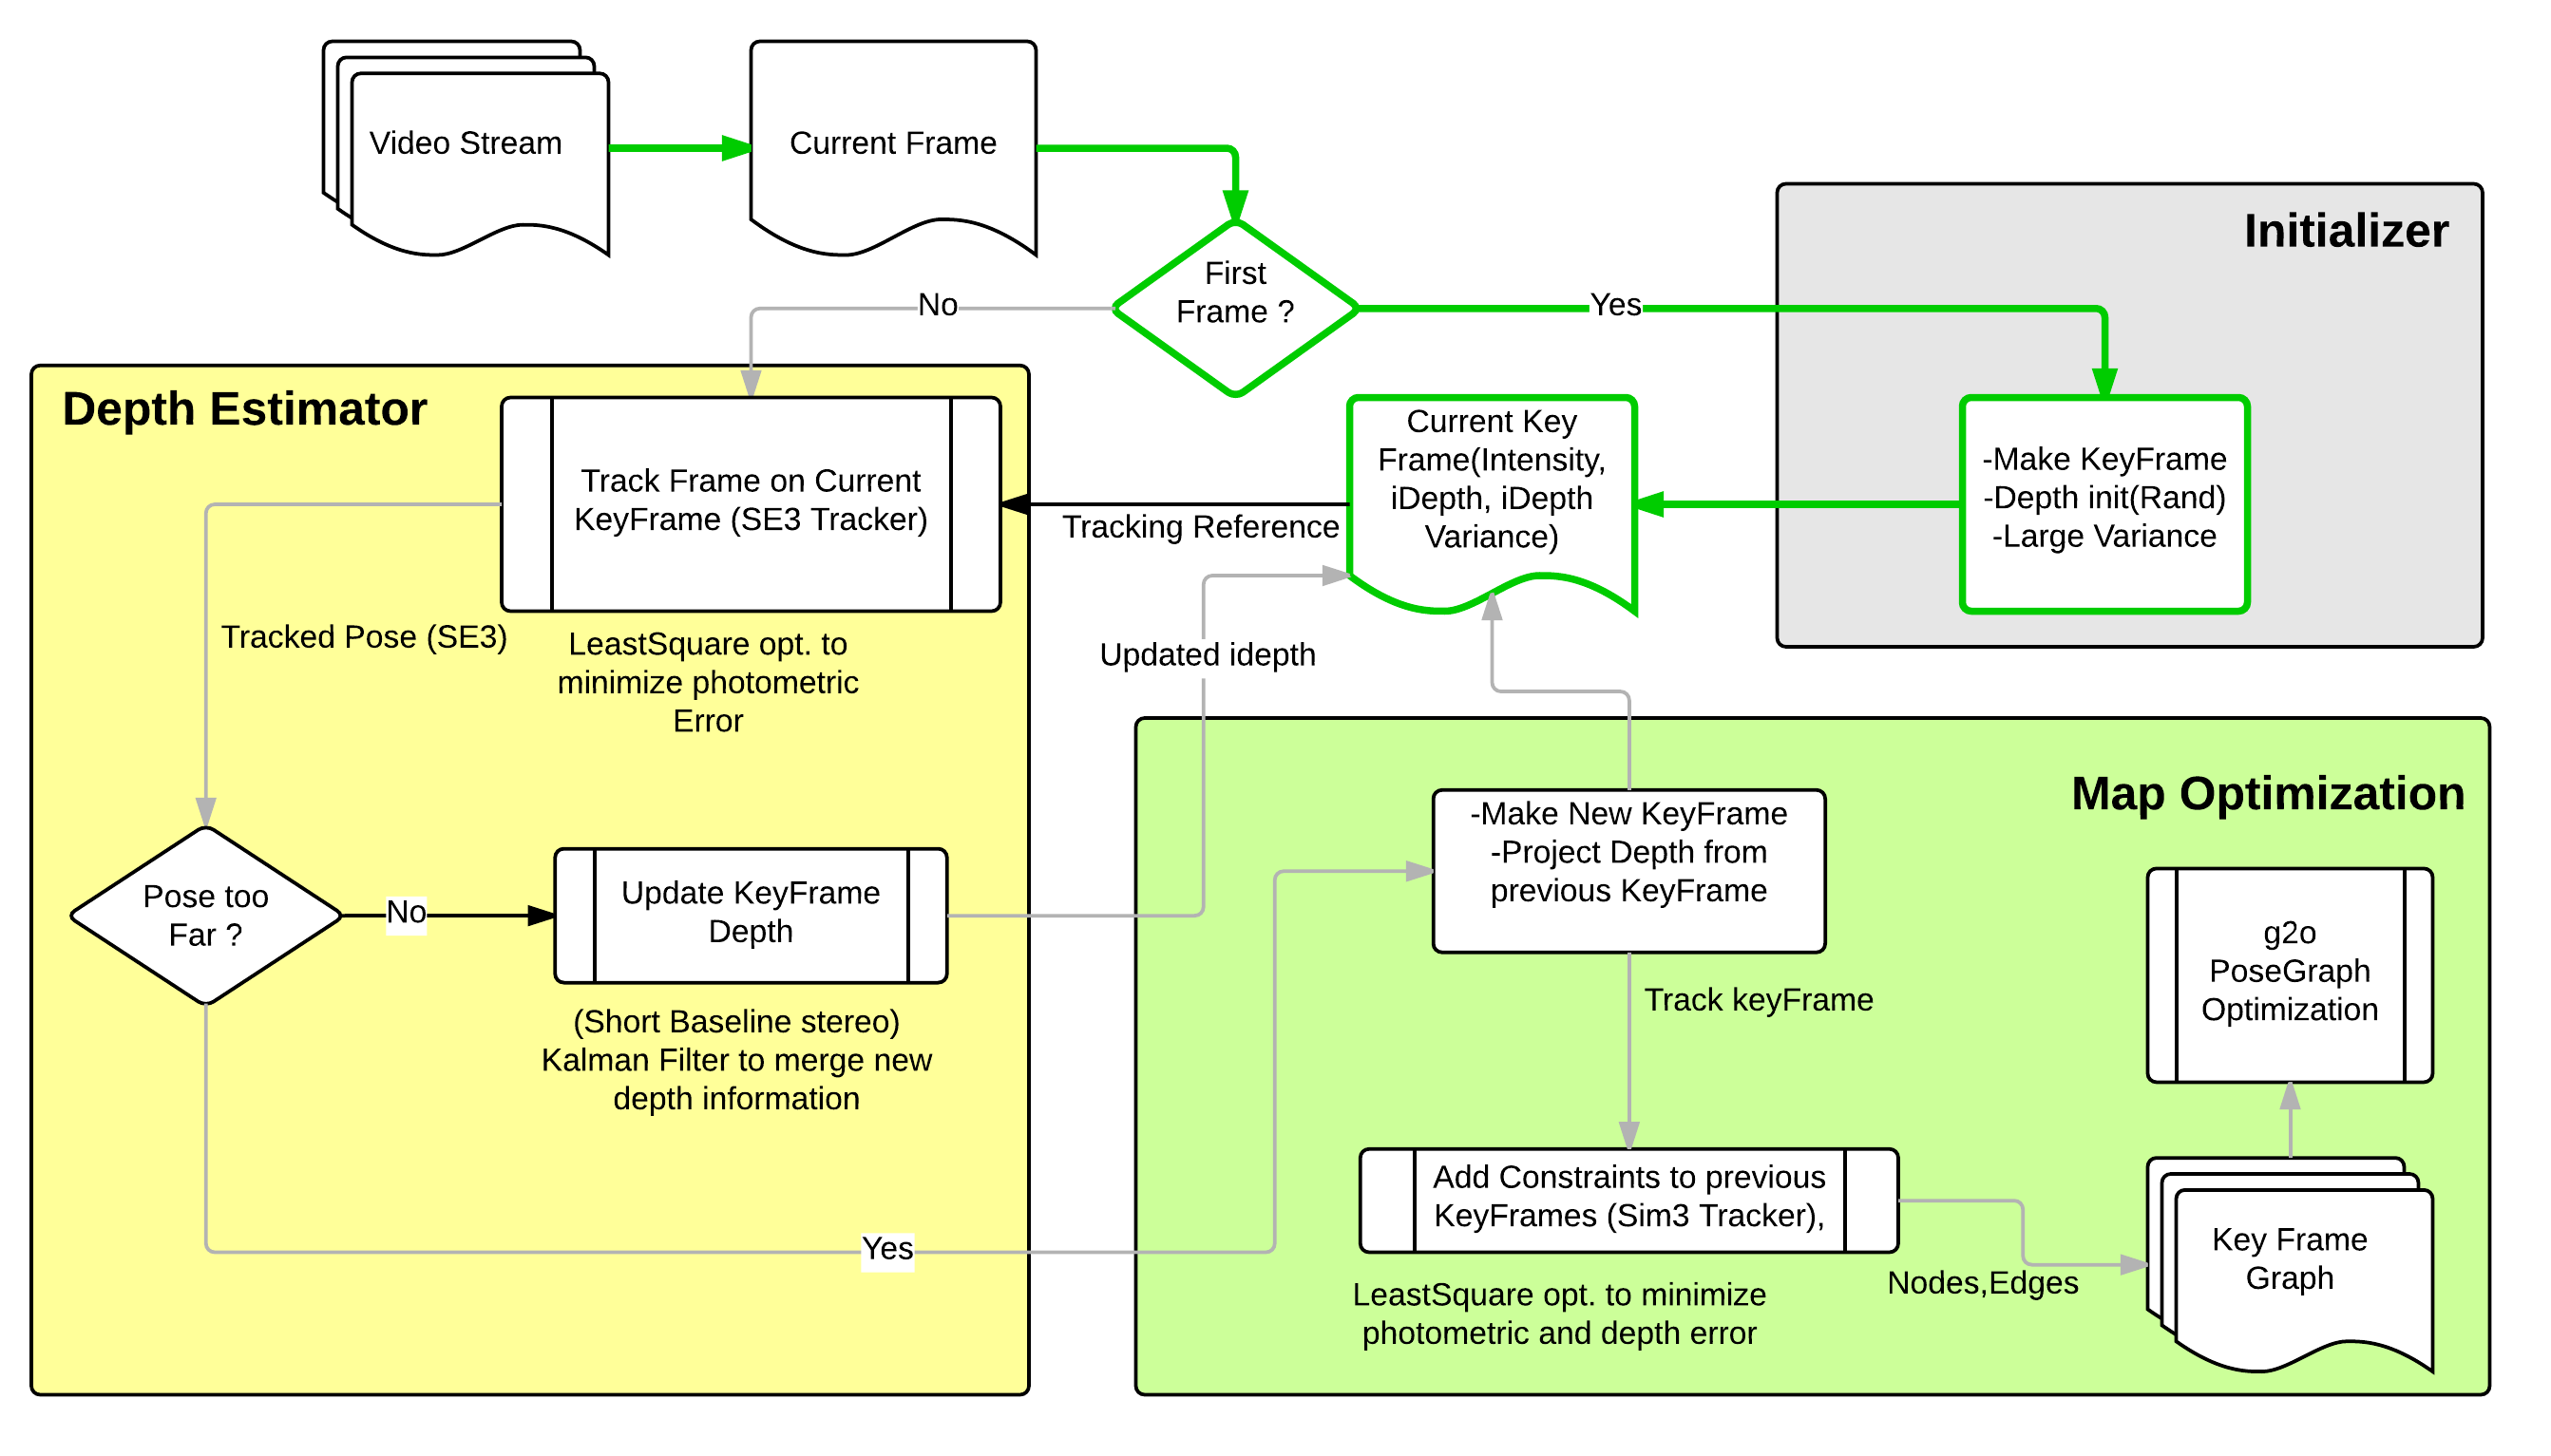 Video Stream
Current Frame
First
Frame ?
No
Yes
Initializer
-Make KeyFrame
-Depth init(Rand)
-Large Variance
Current Key
Frame(Intensity,
iDepth, iDepth
Variance)
Tracking Reference
Depth Estimator
Track Frame on Current
KeyFrame (SE3 Tracker)
LeastSquare opt. to
minimize photometric
Error
Tracked Pose (SE3)
Updated idepth
Pose too
Far ?
No
Update KeyFrame
Depth
(Short Baseline stereo)
Kalman Filter to merge new
depth information
Yes
Map Optimization
-Make New KeyFrame
-Project Depth from
previous KeyFrame
Track keyFrame
Add Constraints to previous
KeyFrames (Sim3 Tracker),
LeastSquare opt. to minimize
photometric and depth error
Nodes,Edges
Key Frame
Graph
g2o
PoseGraph
Optimization